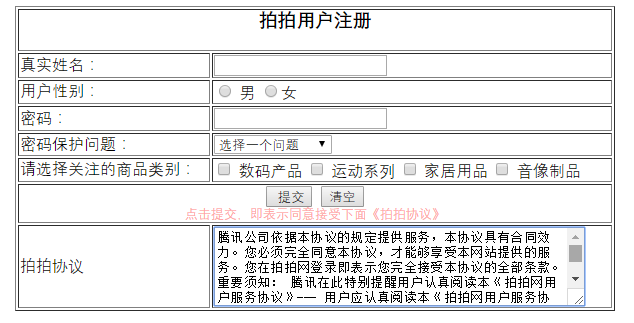 拍拍用户注册
真实姓名：
用户性别： 男 女
密码：
密码保护问题： 选择一个问题
请选择关注的商品类别： 数码产品 运动系列 家居用品 音像制品
提交 清空
点击提交，即表示同意接受下面《拍拍协议》
拍拍协议
腾讯公司依据本协议的规定提供服务，本协议具有合同效
力。您必须完全同意本协议，才能够享受本网站提供的服
务。您在拍拍网登录即表示您完全接受本协议的全部条款。
重要须知： 腾讯在此特别提醒用户认真阅读本《拍拍网用
户服务协议》--— 用户应认真阅读本《拍拍网用户服务协